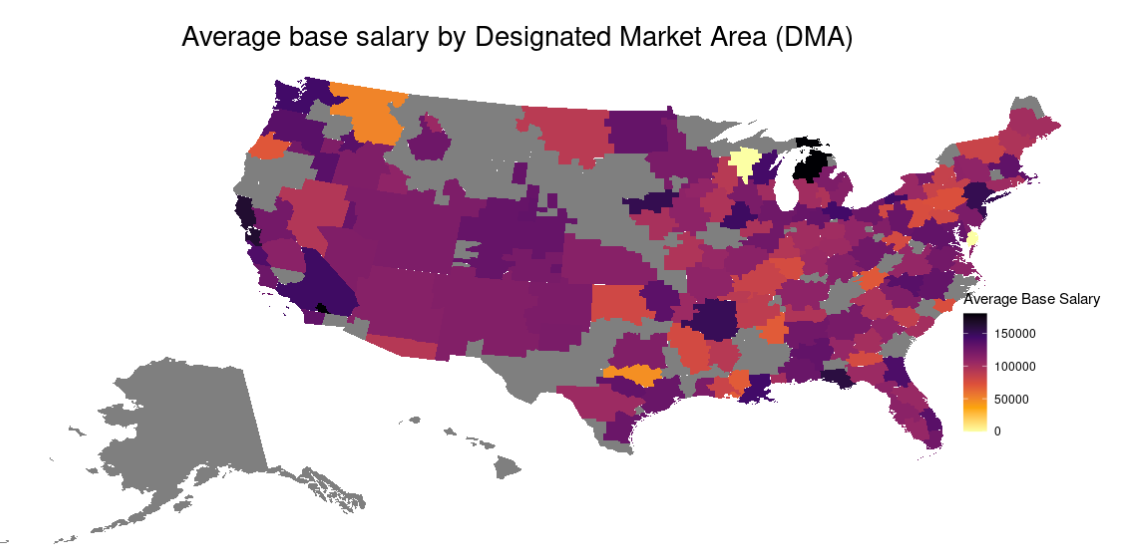 Average base salary by Designated Market Area (DMA)
Average Base Salary
150000
100000
50000
0